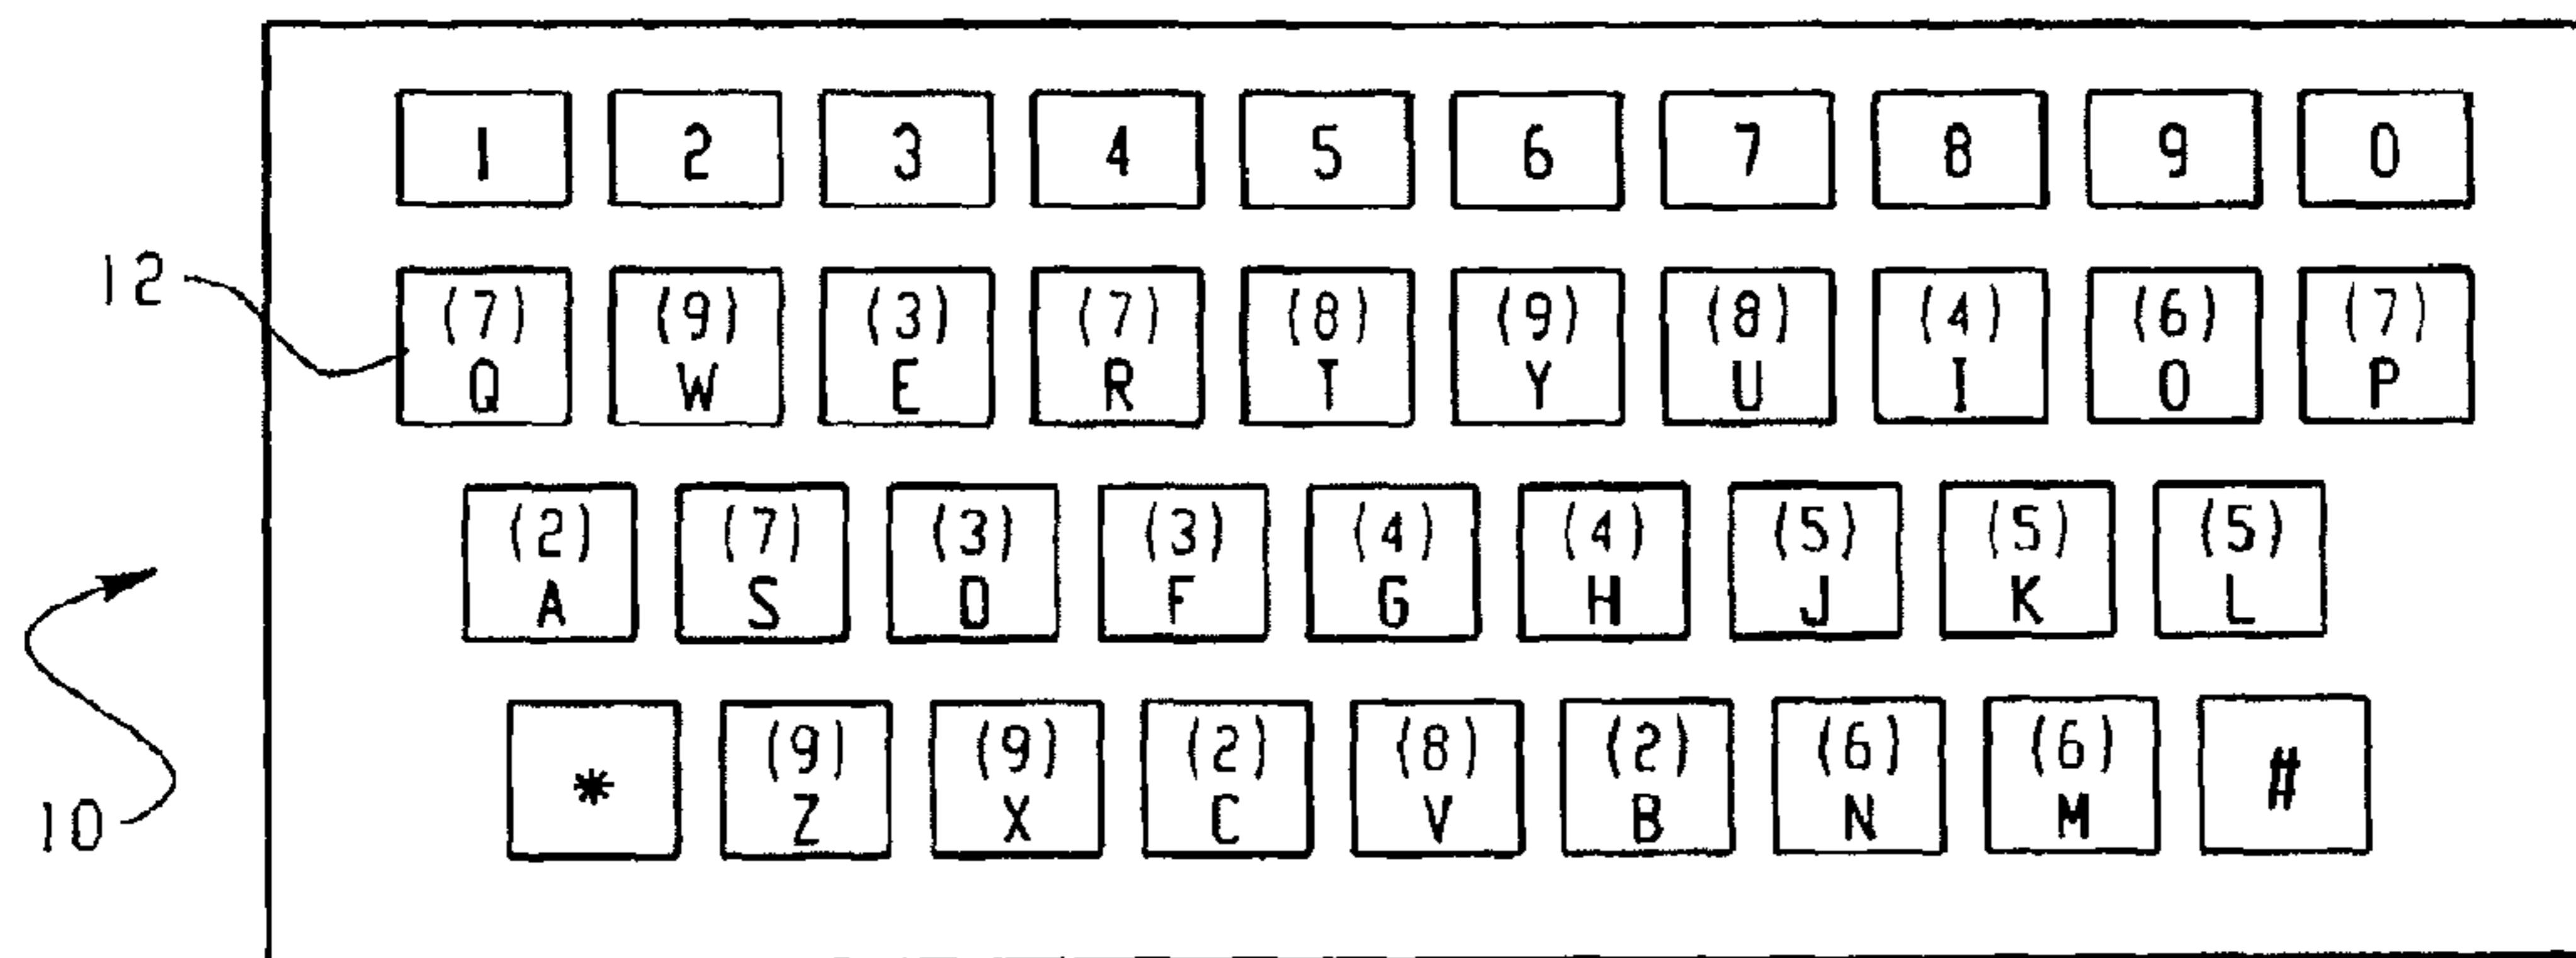 1 2 3 4 5 6 7 8 9 0
12
(7) (9) (3) (7) (8) (9) (8) (4) (6) (7)
Q W E R T Y U I O P
(2) (7) (3) (3) (4) (4) (5) (5) (5)
A S D F G H J K L
(9) (9) (2) (8) (2) (6) (6)
* Z X C V B N M #
10